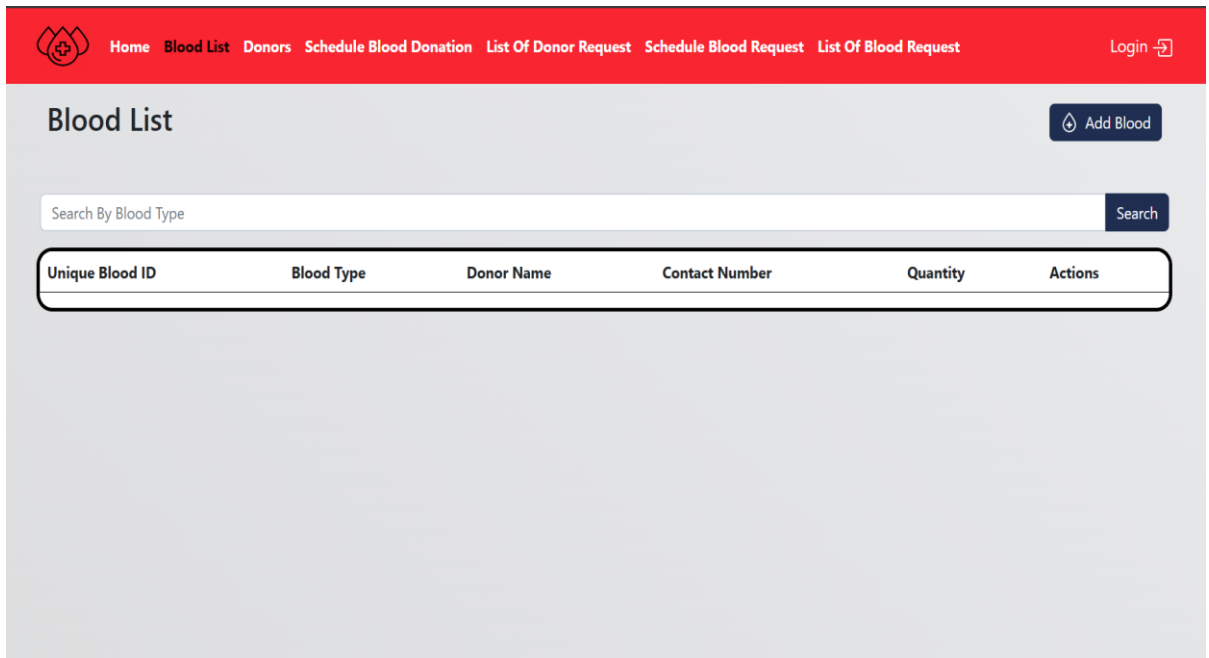 Home Blood List Donors Schedule Blood Donation List Of Donor Request Schedule Blood Request List Of Blood Request Login
Blood List
Add Blood
Search By Blood Type Search
Unique Blood ID Blood Type Donor Name Contact Number Quantity Actions